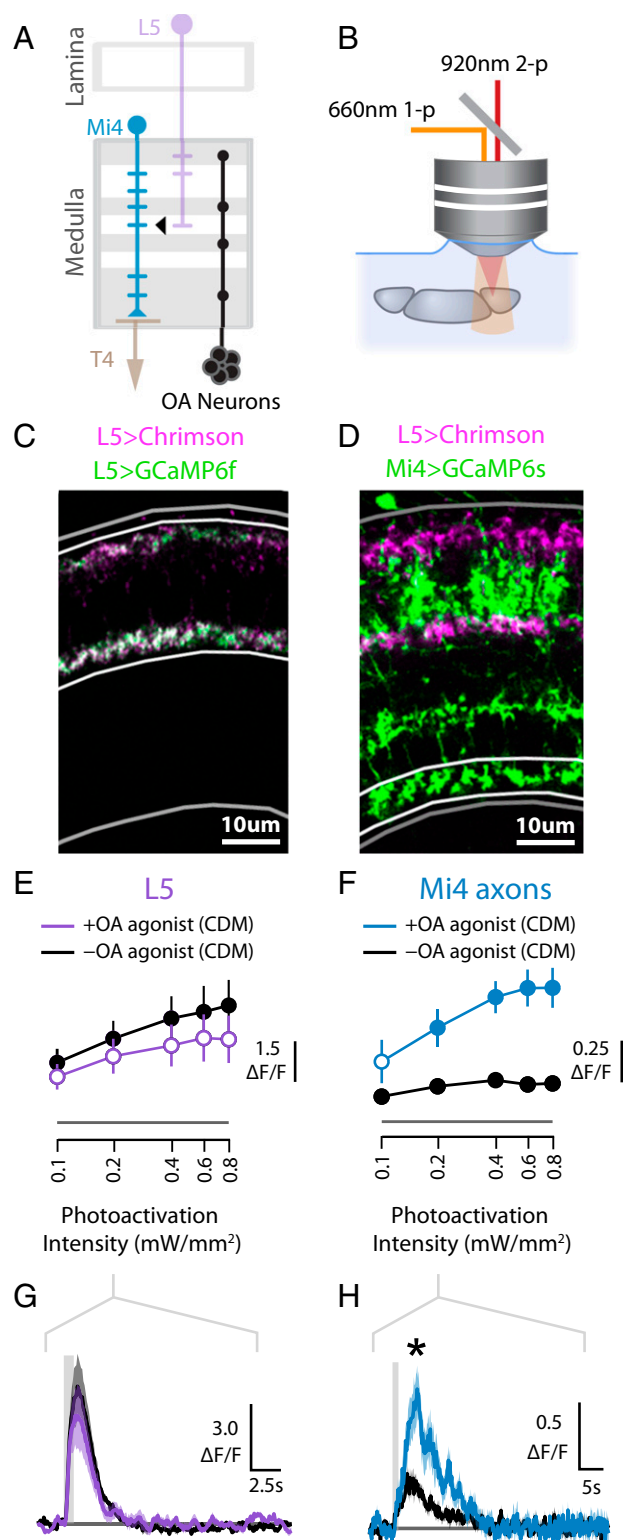 A
L5
Lamina
Mi4
Medulla
T4
OA Neurons
B
920nm 2-p
660nm 1-p
C
L5>Chrimson
L5>GCaMP6f
10um
D
L5>Chrimson
Mi4>GCaMP6s
10um
E
L5
+OA agonist (CDM)
−OA agonist (CDM)
1.5
ΔF/F
0.1
0.2
0.4
0.6
0.8
Photoactivation
Intensity (mW/mm²)
F
Mi4 axons
+OA agonist (CDM)
−OA agonist (CDM)
0.25
ΔF/F
0.1
0.2
0.4
0.6
0.8
Photoactivation
Intensity (mW/mm²)
G
3.0
ΔF/F
2.5s
H
*
0.5
ΔF/F
5s